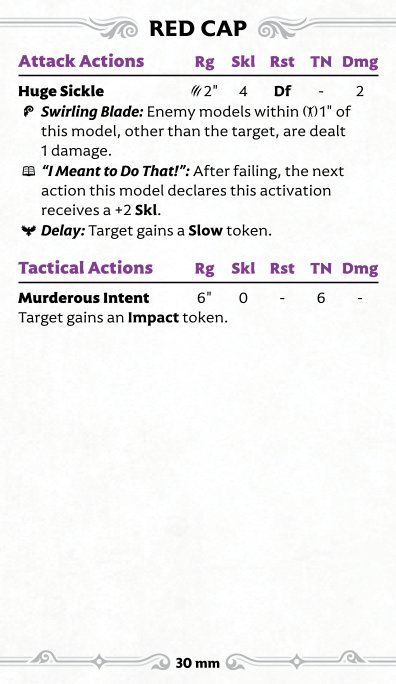 RED CAP
Attack Actions Rg Skl Rst TN Dmg
Huge Sickle 2" 4 Df - 2
Swirling Blade: Enemy models within 1" of
this model, other than the target, are dealt
1 damage.
“I Meant to Do That!”: After failing, the next
action this model declares this activation
receives a +2 Skl.
Delay: Target gains a Slow token.
Tactical Actions Rg Skl Rst TN Dmg
Murderous Intent 6" 0 - 6 -
Target gains an Impact token.
30 mm